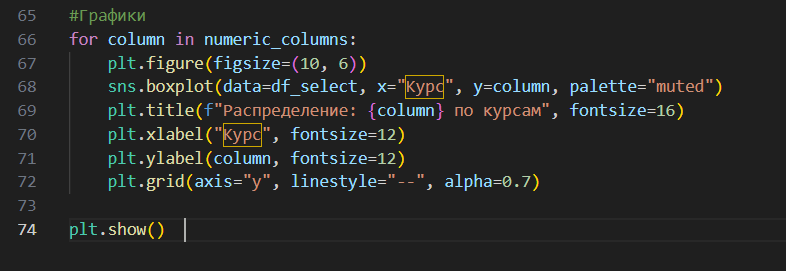 65 #Графики
66 for column in numeric_columns:
67 plt.figure(figsize=(10, 6))
68 sns.boxplot(data=df_select, x="Курс", y=column, palette="muted")
69 plt.title(f"Распределение: {column} по курсам", fontsize=16)
70 plt.xlabel("Курс", fontsize=12)
71 plt.ylabel(column, fontsize=12)
72 plt.grid(axis="y", linestyle="--", alpha=0.7)
73
74 plt.show()